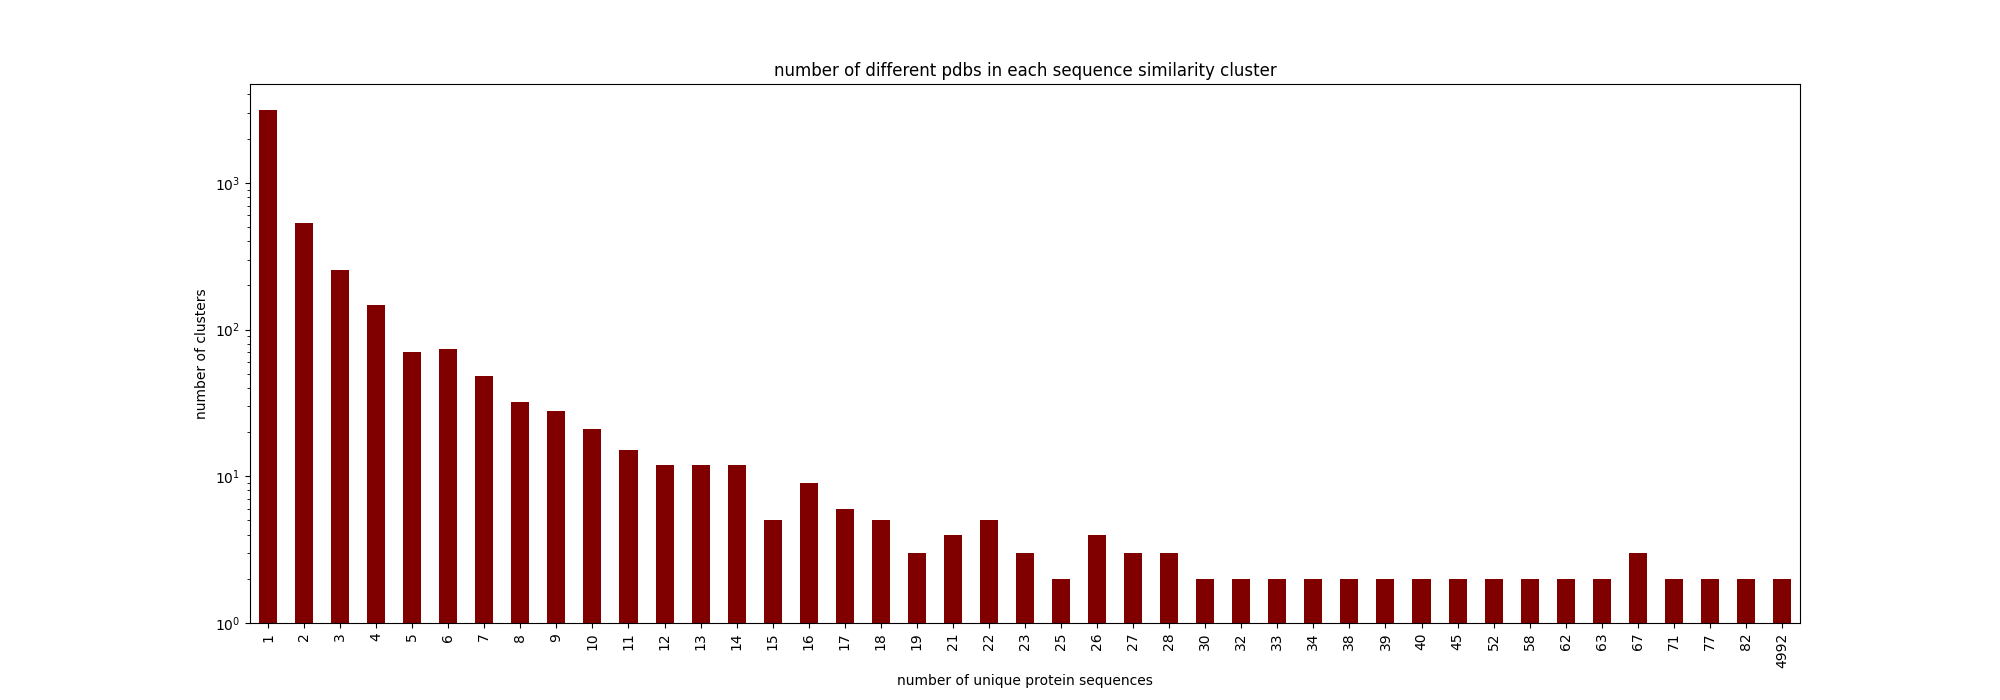 number of different pdbs in each sequence similarity cluster
number of clusters
10³
10²
10¹
10⁰
1 2 3 4 5 6 7 8 9 10 11 12 13 14 15 16 17 18 19 21 22 23 25 26 27 28 30 32 33 34 38 39 40 45 52 58 62 63 67 71 77 82 4992
number of unique protein sequences